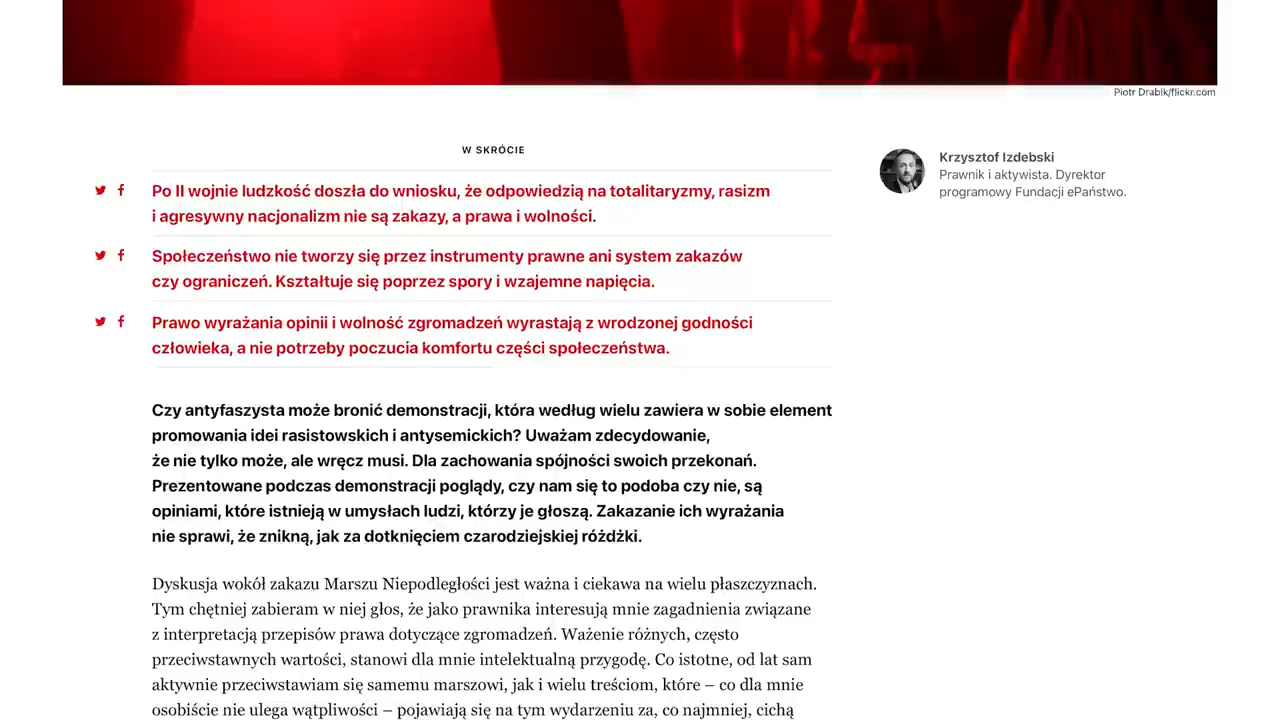 Piotr Drabik/flickr.com
W SKRÓCIE
Po II wojnie ludzkość doszła do wniosku, że odpowiedzią na totalitaryzmy, rasizm
i agresywny nacjonalizm nie są zakazy, a prawa i wolności.
Społeczeństwo nie tworzy się przez instrumenty prawne ani system zakazów
czy ograniczeń. Kształtuje się poprzez spory i wzajemne napięcia.
Prawo wyrażania opinii i wolność zgromadzeń wyrastają z wrodzonej godności
człowieka, a nie potrzeby poczucia komfortu części społeczeństwa.
Czy antyfaszysta może bronić demonstracji, która według wielu zawiera w sobie element
promowania idei rasistowskich i antysemickich? Uważam zdecydowanie,
że nie tylko może, ale wręcz musi. Dla zachowania spójności swoich przekonań.
Prezentowane podczas demonstracji poglądy, czy nam się to podoba czy nie, są
opiniami, które istnieją w umysłach ludzi, którzy je głoszą. Zakazanie ich wyrażania
nie sprawi, że znikną, jak za dotknięciem czarodziejskiej różdżki.
Dyskusja wokół zakazu Marszu Niepodległości jest ważna i ciekawa na wielu płaszczyznach.
Tym chętniej zabieram w niej głos, że jako prawnika interesują mnie zagadnienia związane
z interpretacją przepisów prawa dotyczące zgromadzeń. Ważenie różnych, często
przeciwstawnych wartości, stanowi dla mnie intelektualną przygodę. Co istotne, od lat sam
aktywnie przeciwstawiam się samemu marszowi, jak i wielu treściom, które – co dla mnie
osobiście nie ulega wątpliwości – pojawiają się na tym wydarzeniu za, co najmniej, cichą
Krzysztof Izdebski
Prawnik i aktywista. Dyrektor
programowy Fundacji ePaństwo.